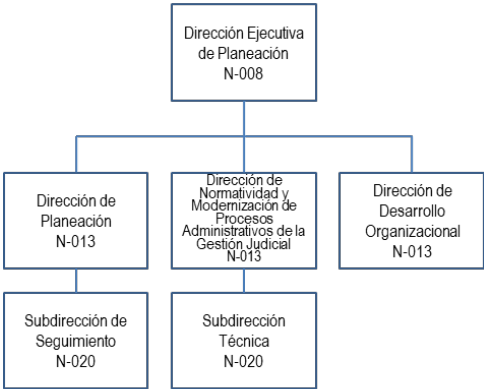 Dirección Ejecutiva
de Planeación
N-008
Dirección de
Planeación
N-013
Dirección de
Normatividad y
Modernización de
Procesos
Administrativos de la
Gestión Judicial
N-013
Dirección de
Desarrollo
Organizacional
N-013
Subdirección de
Seguimiento
N-020
Subdirección
Técnica
N-020